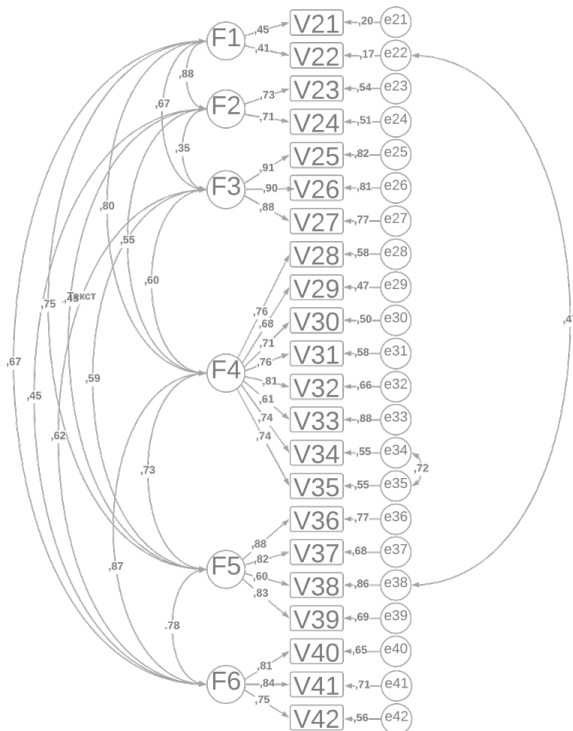 F1 ,45 V21 ,20 e21
,41 V22 ,17 e22
,88
F2 ,73 V23 ,54 e23
,67
,71 V24 ,51 e24
,35
,91 V25 ,82 e25
F3 ,90 V26 ,81 e26
,80
,88 V27 ,77 e27
,55
V28 ,58 e28
,60
V29 ,47 e29
,75 Текст
,76
,68 V30 ,50 e30
,71
,76 V31 ,58 e31
,67
F4 ,81 V32 ,66 e32
,59
,45 ,61 V33 ,88 e33
,74
,62 ,74 V34 ,55 e34
,73 ,72
V35 ,55 e35
V36 ,77 e36
,88
,87 F5 ,82 V37 ,68 e37
,60 V38 ,86 e38
,83
V39 ,69 e39
.78
,81 V40 ,65 e40
F6 ,84 V41 ,71 e41
,75
V42 ,56 e42